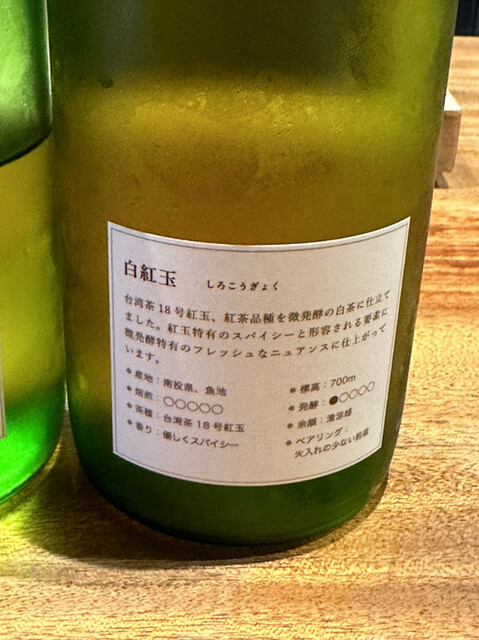 白紅玉 しろこうぎょく
台湾茶18号紅玉、紅茶品種を微発酵の白茶に仕立て
ました。紅玉特有のスパイシーと形容される要素に
微発酵特有のフレッシュなニュアンスに仕上がって
います。
● 産地：南投県、魚池
● 焙煎：○○○○○
● 茶種：台湾茶18号紅玉
● 香り：優しくスパイシー
● 標高：700m
● 発酵：●○○○○
● 余韻：清涼感
● ペアリング：
火入れの少ない前菜